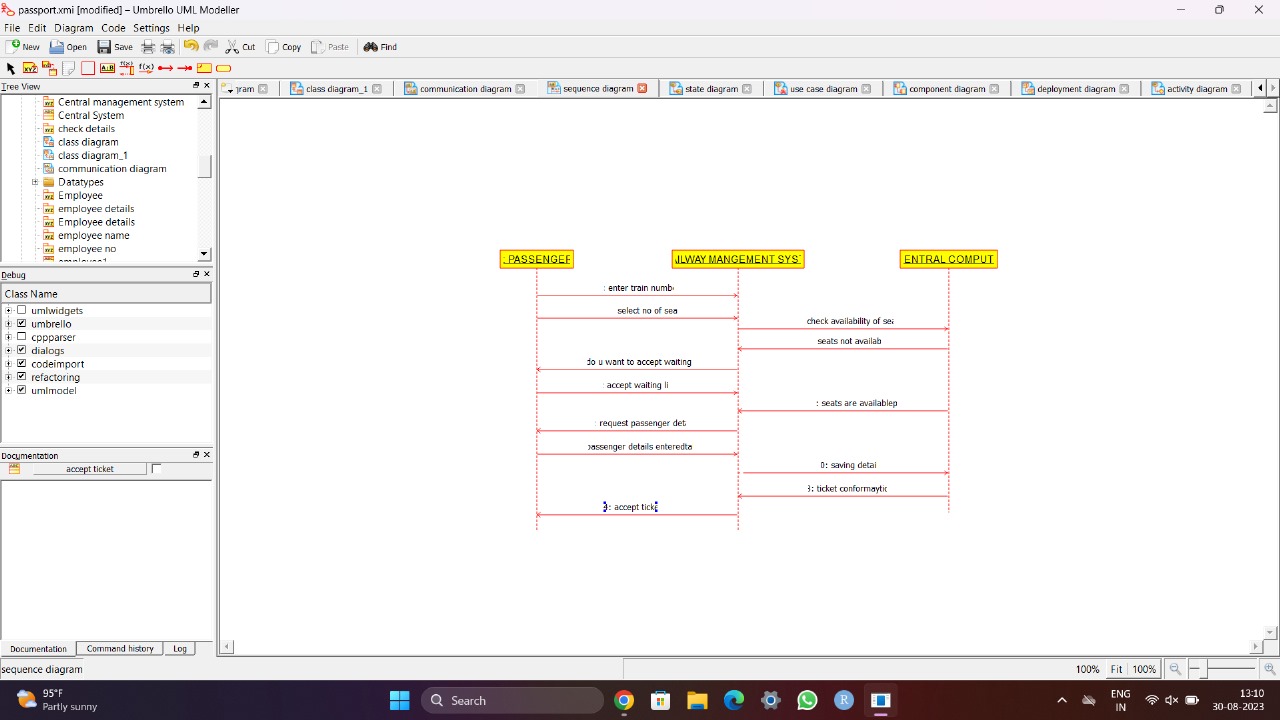 passport.xmi [modified] – Umbrello UML Modeller
File Edit Diagram Code Settings Help
New Open Save Cut Copy Paste Find
Tree View
gram class diagram_1 communication diagram sequence diagram state diagram use case diagram component diagram deployment diagram activity diagram
Central management system
Central System
check details
class diagram
class diagram_1
communication diagram
Datatypes
Employee
employee details
Employee details
employee name
employee no
employee1
Debug
Class Name
umlwidgets
umbrello
cppparser
dialogs
codeimport
refactoring
umlmodel
Documentation
accept ticket
: PASSENGER
ILWAY MANGEMENT SYST
ENTRAL COMPUT
: enter train numbe
select no of sea
check availability of sea
seats not availab
do u want to accept waiting
accept waiting li
: seats are availablep
: request passenger det
passenger details enteredta
0: saving detai
3: ticket conformaytic
: accept ticke
Documentation Command history Log
sequence diagram
100% Fit 100%
95°F
Partly sunny
Search
ENG
IN
13:10
30-08-2023